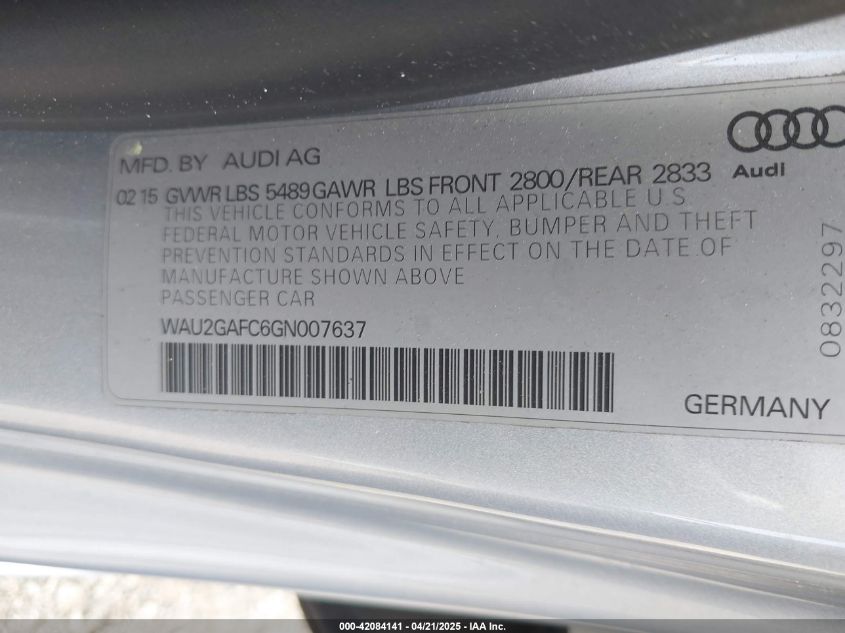 MFD. BY AUDI AG
Audi
02 15 GVWR LBS 5489 GAWR LBS FRONT 2800/REAR 2833
THIS VEHICLE CONFORMS TO ALL APPLICABLE U.S
FEDERAL MOTOR VEHICLE SAFETY, BUMPER AND THEFT
PREVENTION STANDARDS IN EFFECT ON THE DATE OF
MANUFACTURE SHOWN ABOVE
PASSENGER CAR
WAU2GAFC6GN007637
GERMANY
0832297
000-42084141 - 04/21/2025 - IAA Inc.